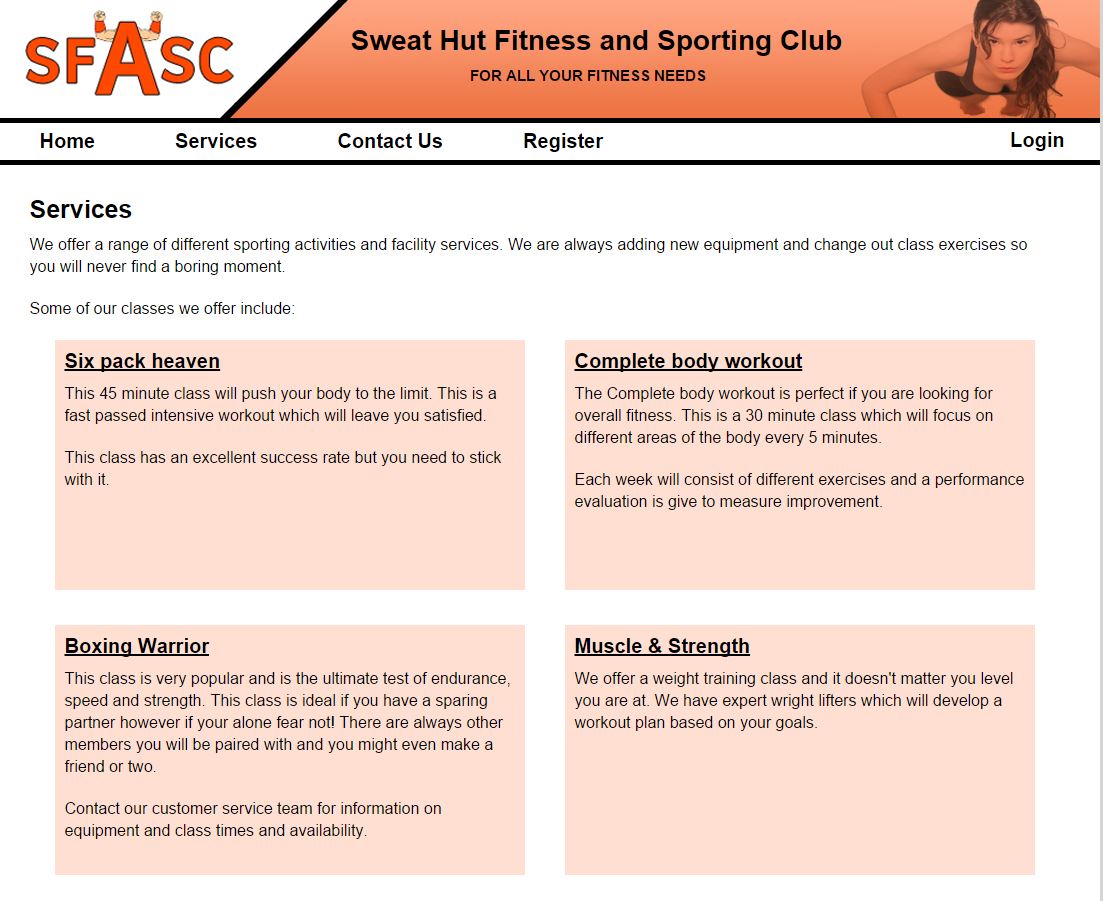 SFASC
Sweat Hut Fitness and Sporting Club
FOR ALL YOUR FITNESS NEEDS
Home Services Contact Us Register Login
Services
We offer a range of different sporting activities and facility services. We are always adding new equipment and change out class exercises so
you will never find a boring moment.
Some of our classes we offer include:
Six pack heaven
This 45 minute class will push your body to the limit. This is a
fast passed intensive workout which will leave you satisfied.
This class has an excellent success rate but you need to stick
with it.
Complete body workout
The Complete body workout is perfect if you are looking for
overall fitness. This is a 30 minute class which will focus on
different areas of the body every 5 minutes.
Each week will consist of different exercises and a performance
evaluation is give to measure improvement.
Boxing Warrior
This class is very popular and is the ultimate test of endurance,
speed and strength. This class is ideal if you have a sparing
partner however if your alone fear not! There are always other
members you will be paired with and you might even make a
friend or two.
Contact our customer service team for information on
equipment and class times and availability.
Muscle & Strength
We offer a weight training class and it doesn't matter you level
you are at. We have expert wright lifters which will develop a
workout plan based on your goals.